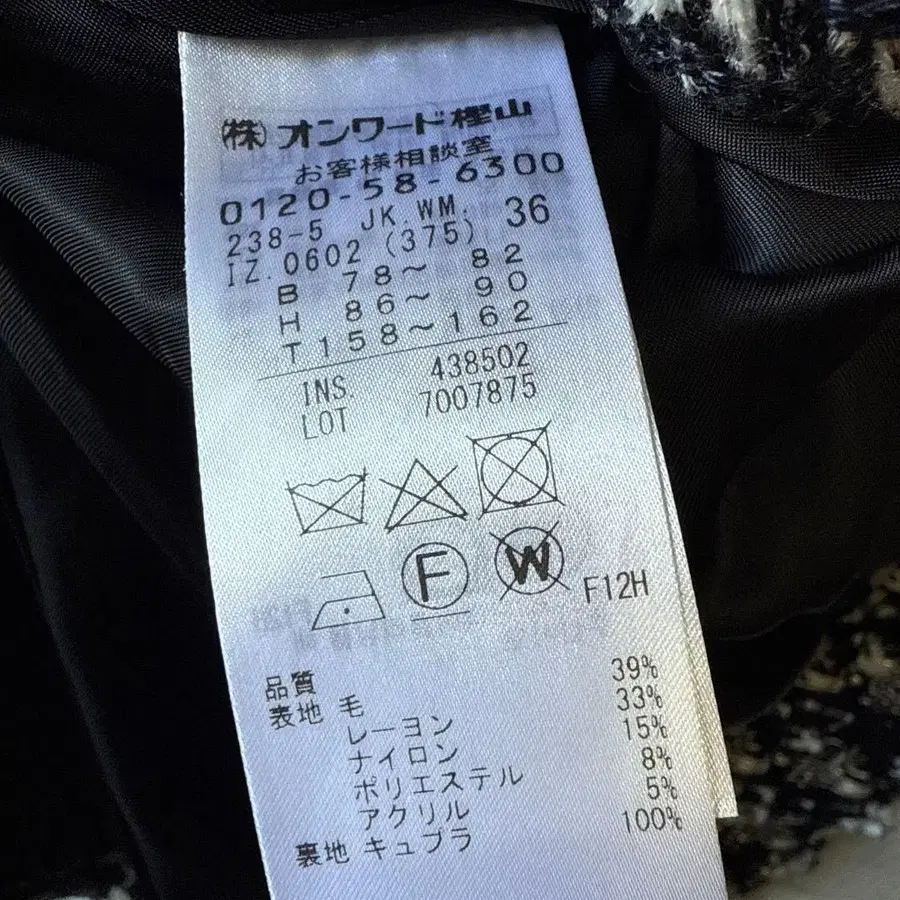 ㈱オンワード樫山
お客様相談室
0120-58-6300
238-5 JK.WM. 36
IZ.0602 (375)
B 78〜 82
H 86〜 90
T158〜162
INS. 438502
LOT 7007875
F W F12H
品質
表地 毛 39%
レーヨン 33%
ナイロン 15%
ポリエステル 8%
アクリル 5%
裏地 キュプラ 100%